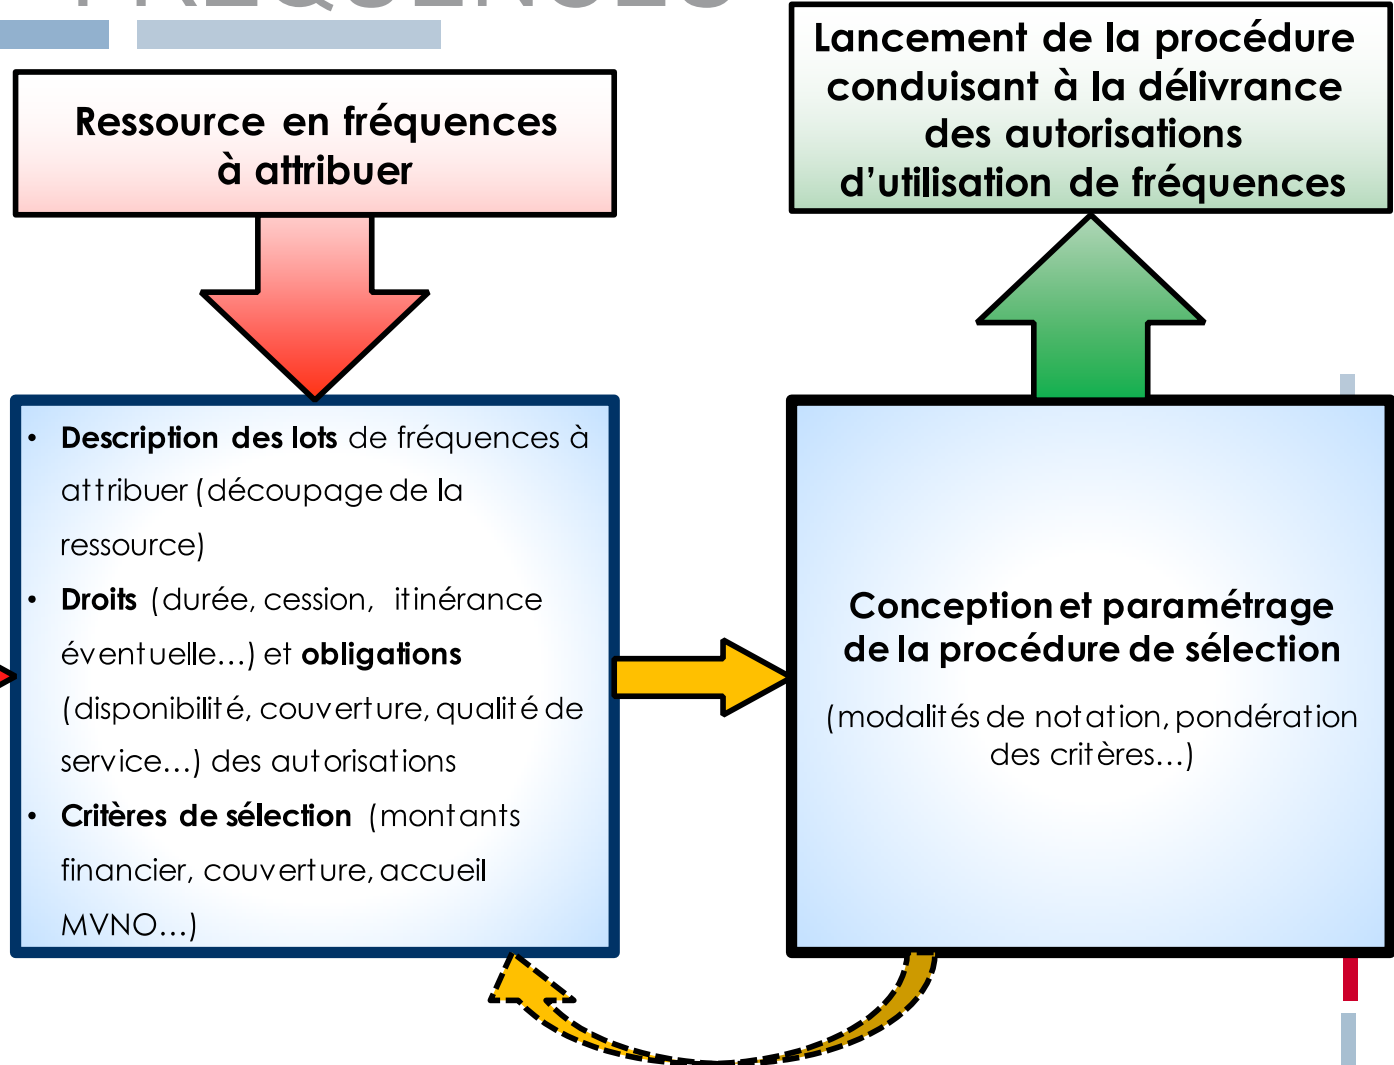 FRÉQUENCES
Ressource en fréquences
à attribuer
Lancement de la procédure
conduisant à la délivrance
des autorisations
d’utilisation de fréquences
• Description des lots de fréquences à
attribuer (découpage de la
ressource)
• Droits (durée, cession, itinérance
éventuelle…) et obligations
(disponibilité, couverture, qualité de
service…) des autorisations
• Critères de sélection (montants
financier, couverture, accueil
MVNO…)
Conception et paramétrage
de la procédure de sélection
(modalités de notation, pondération
des critères…)